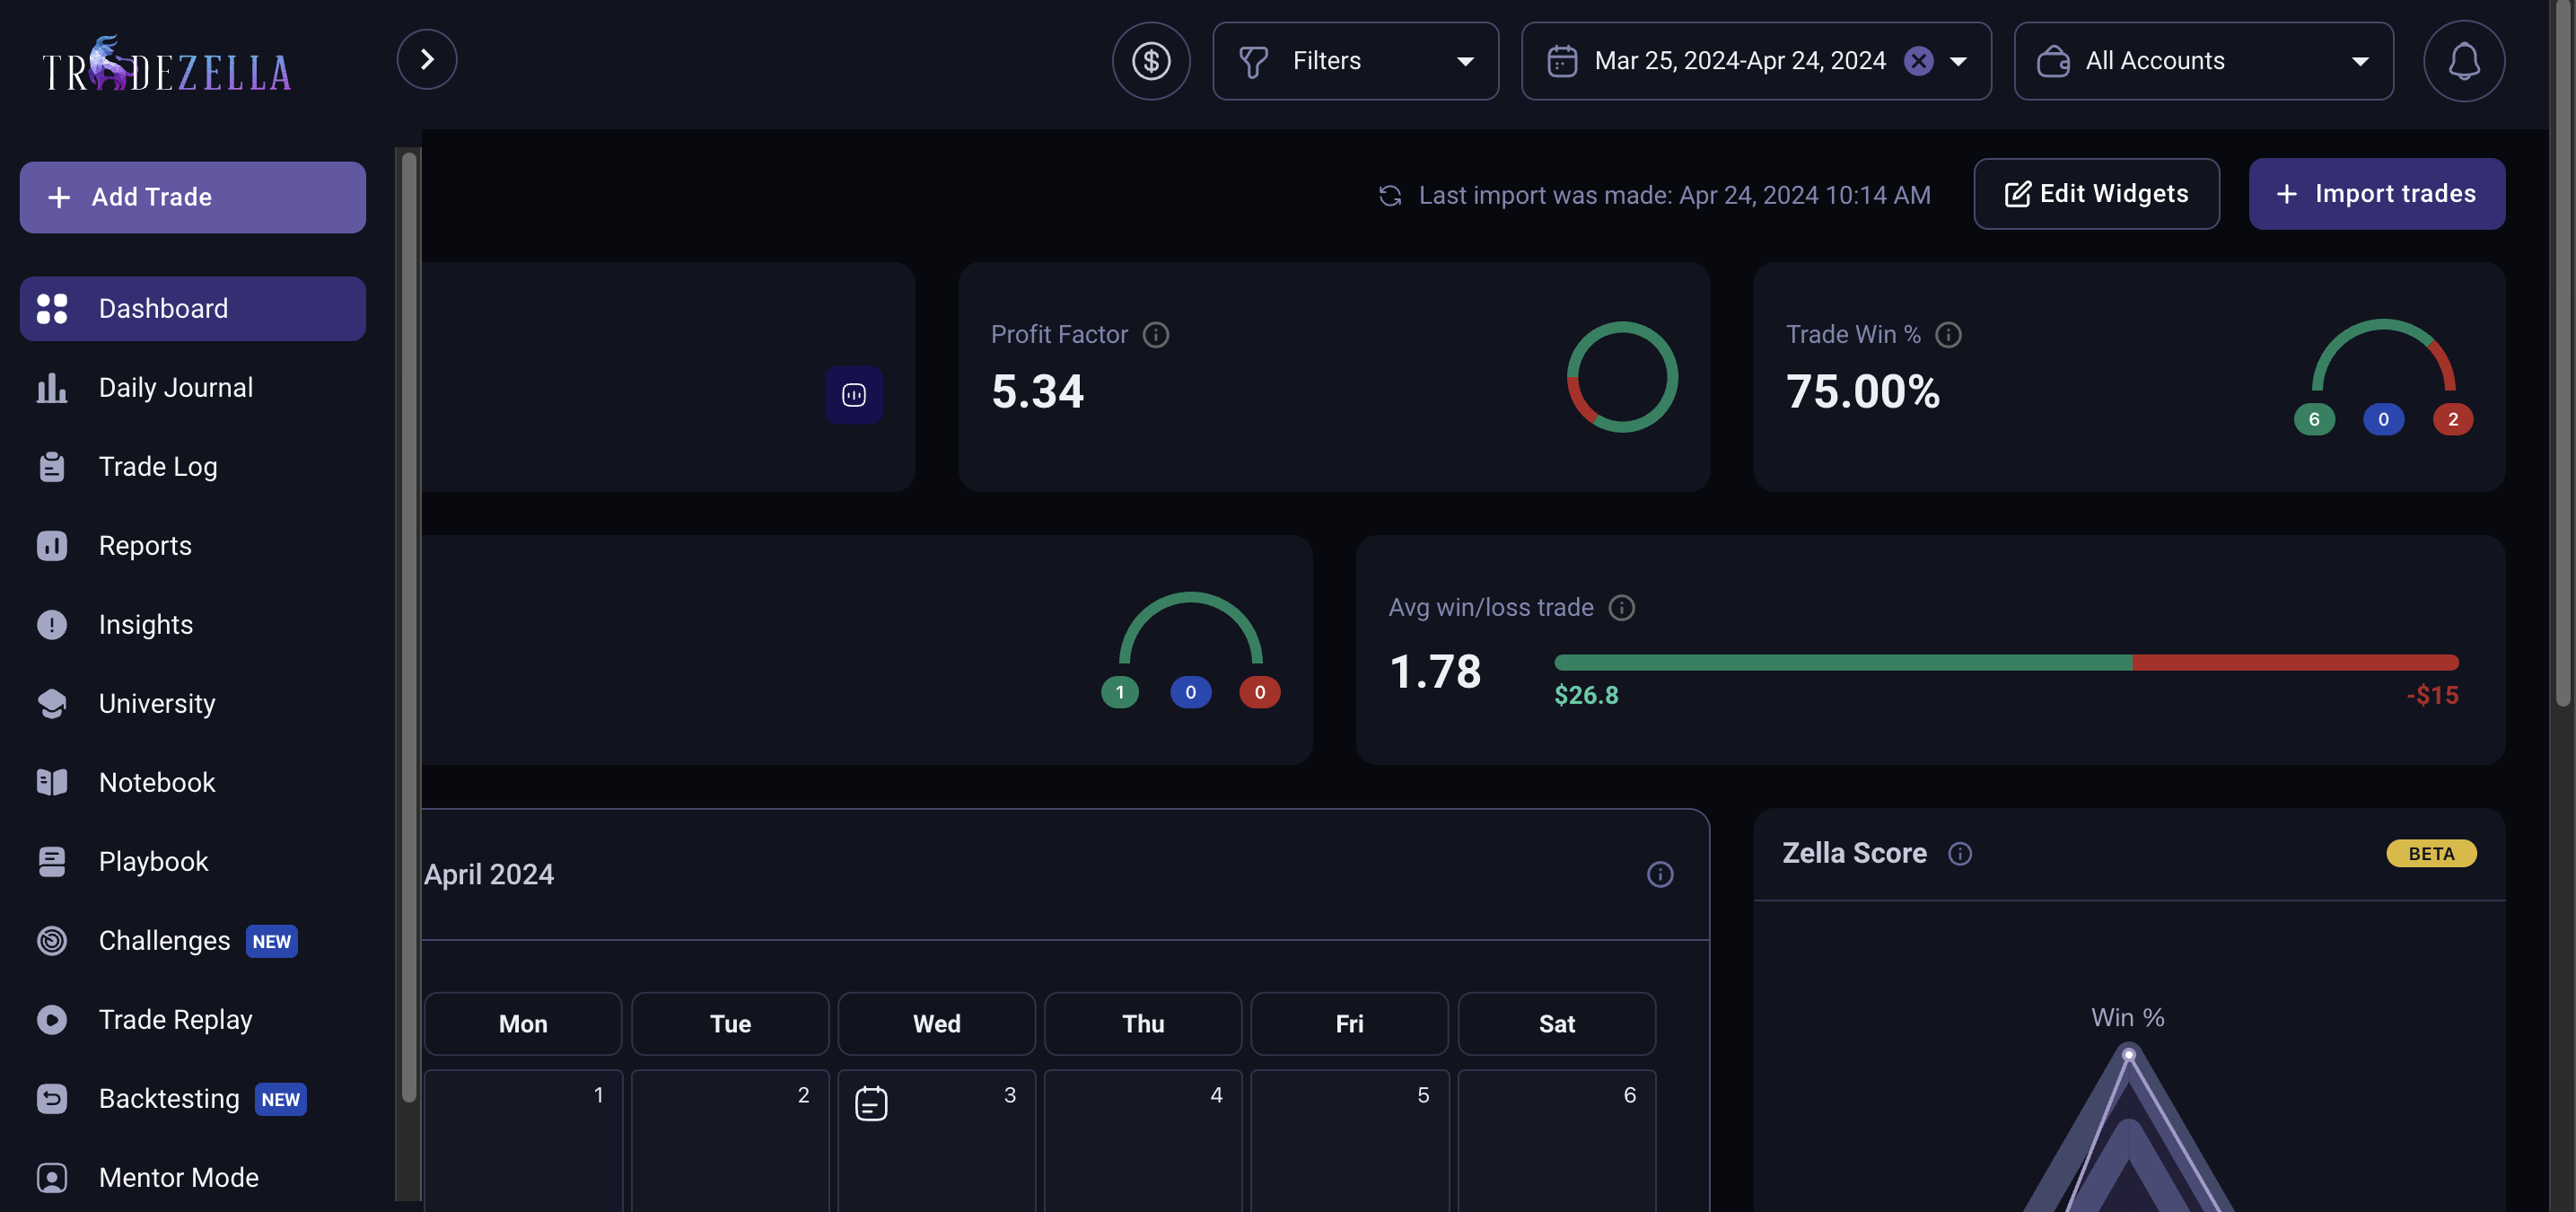 TRADEZELLA
Filters
Mar 25, 2024-Apr 24, 2024
All Accounts
Add Trade
Last import was made: Apr 24, 2024 10:14 AM
Edit Widgets
Import trades
Dashboard
Daily Journal
Trade Log
Reports
Insights
University
Notebook
Playbook
Challenges NEW
Trade Replay
Backtesting NEW
Mentor Mode
Profit Factor
5.34
Trade Win %
75.00%
6 0 2
1 0 0
Avg win/loss trade
1.78
$26.8 -$15
April 2024
Mon Tue Wed Thu Fri Sat
1 2 3 4 5 6
Zella Score BETA
Win %